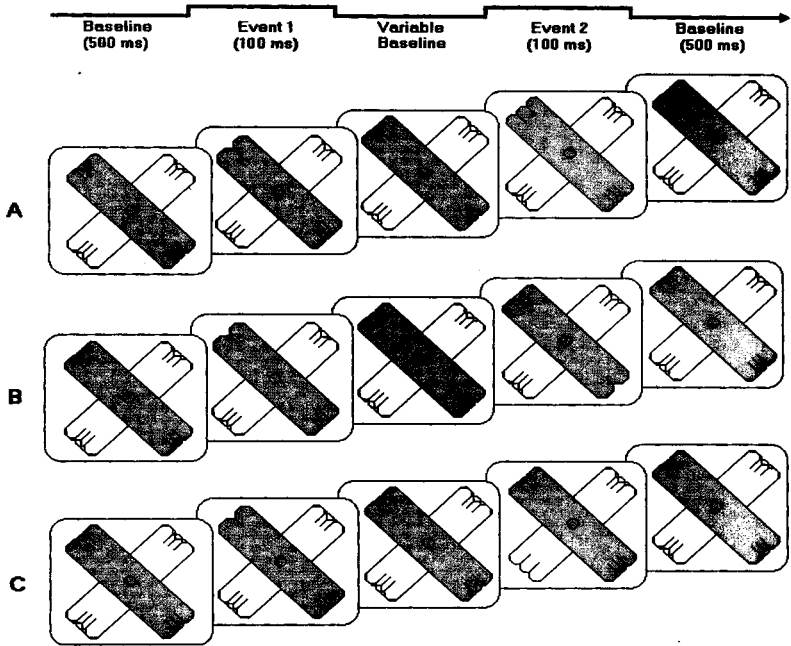 Baseline
(500 ms)
Event 1
(100 ms)
Variable
Baseline
Event 2
(100 ms)
Baseline
(500 ms)
A
B
C